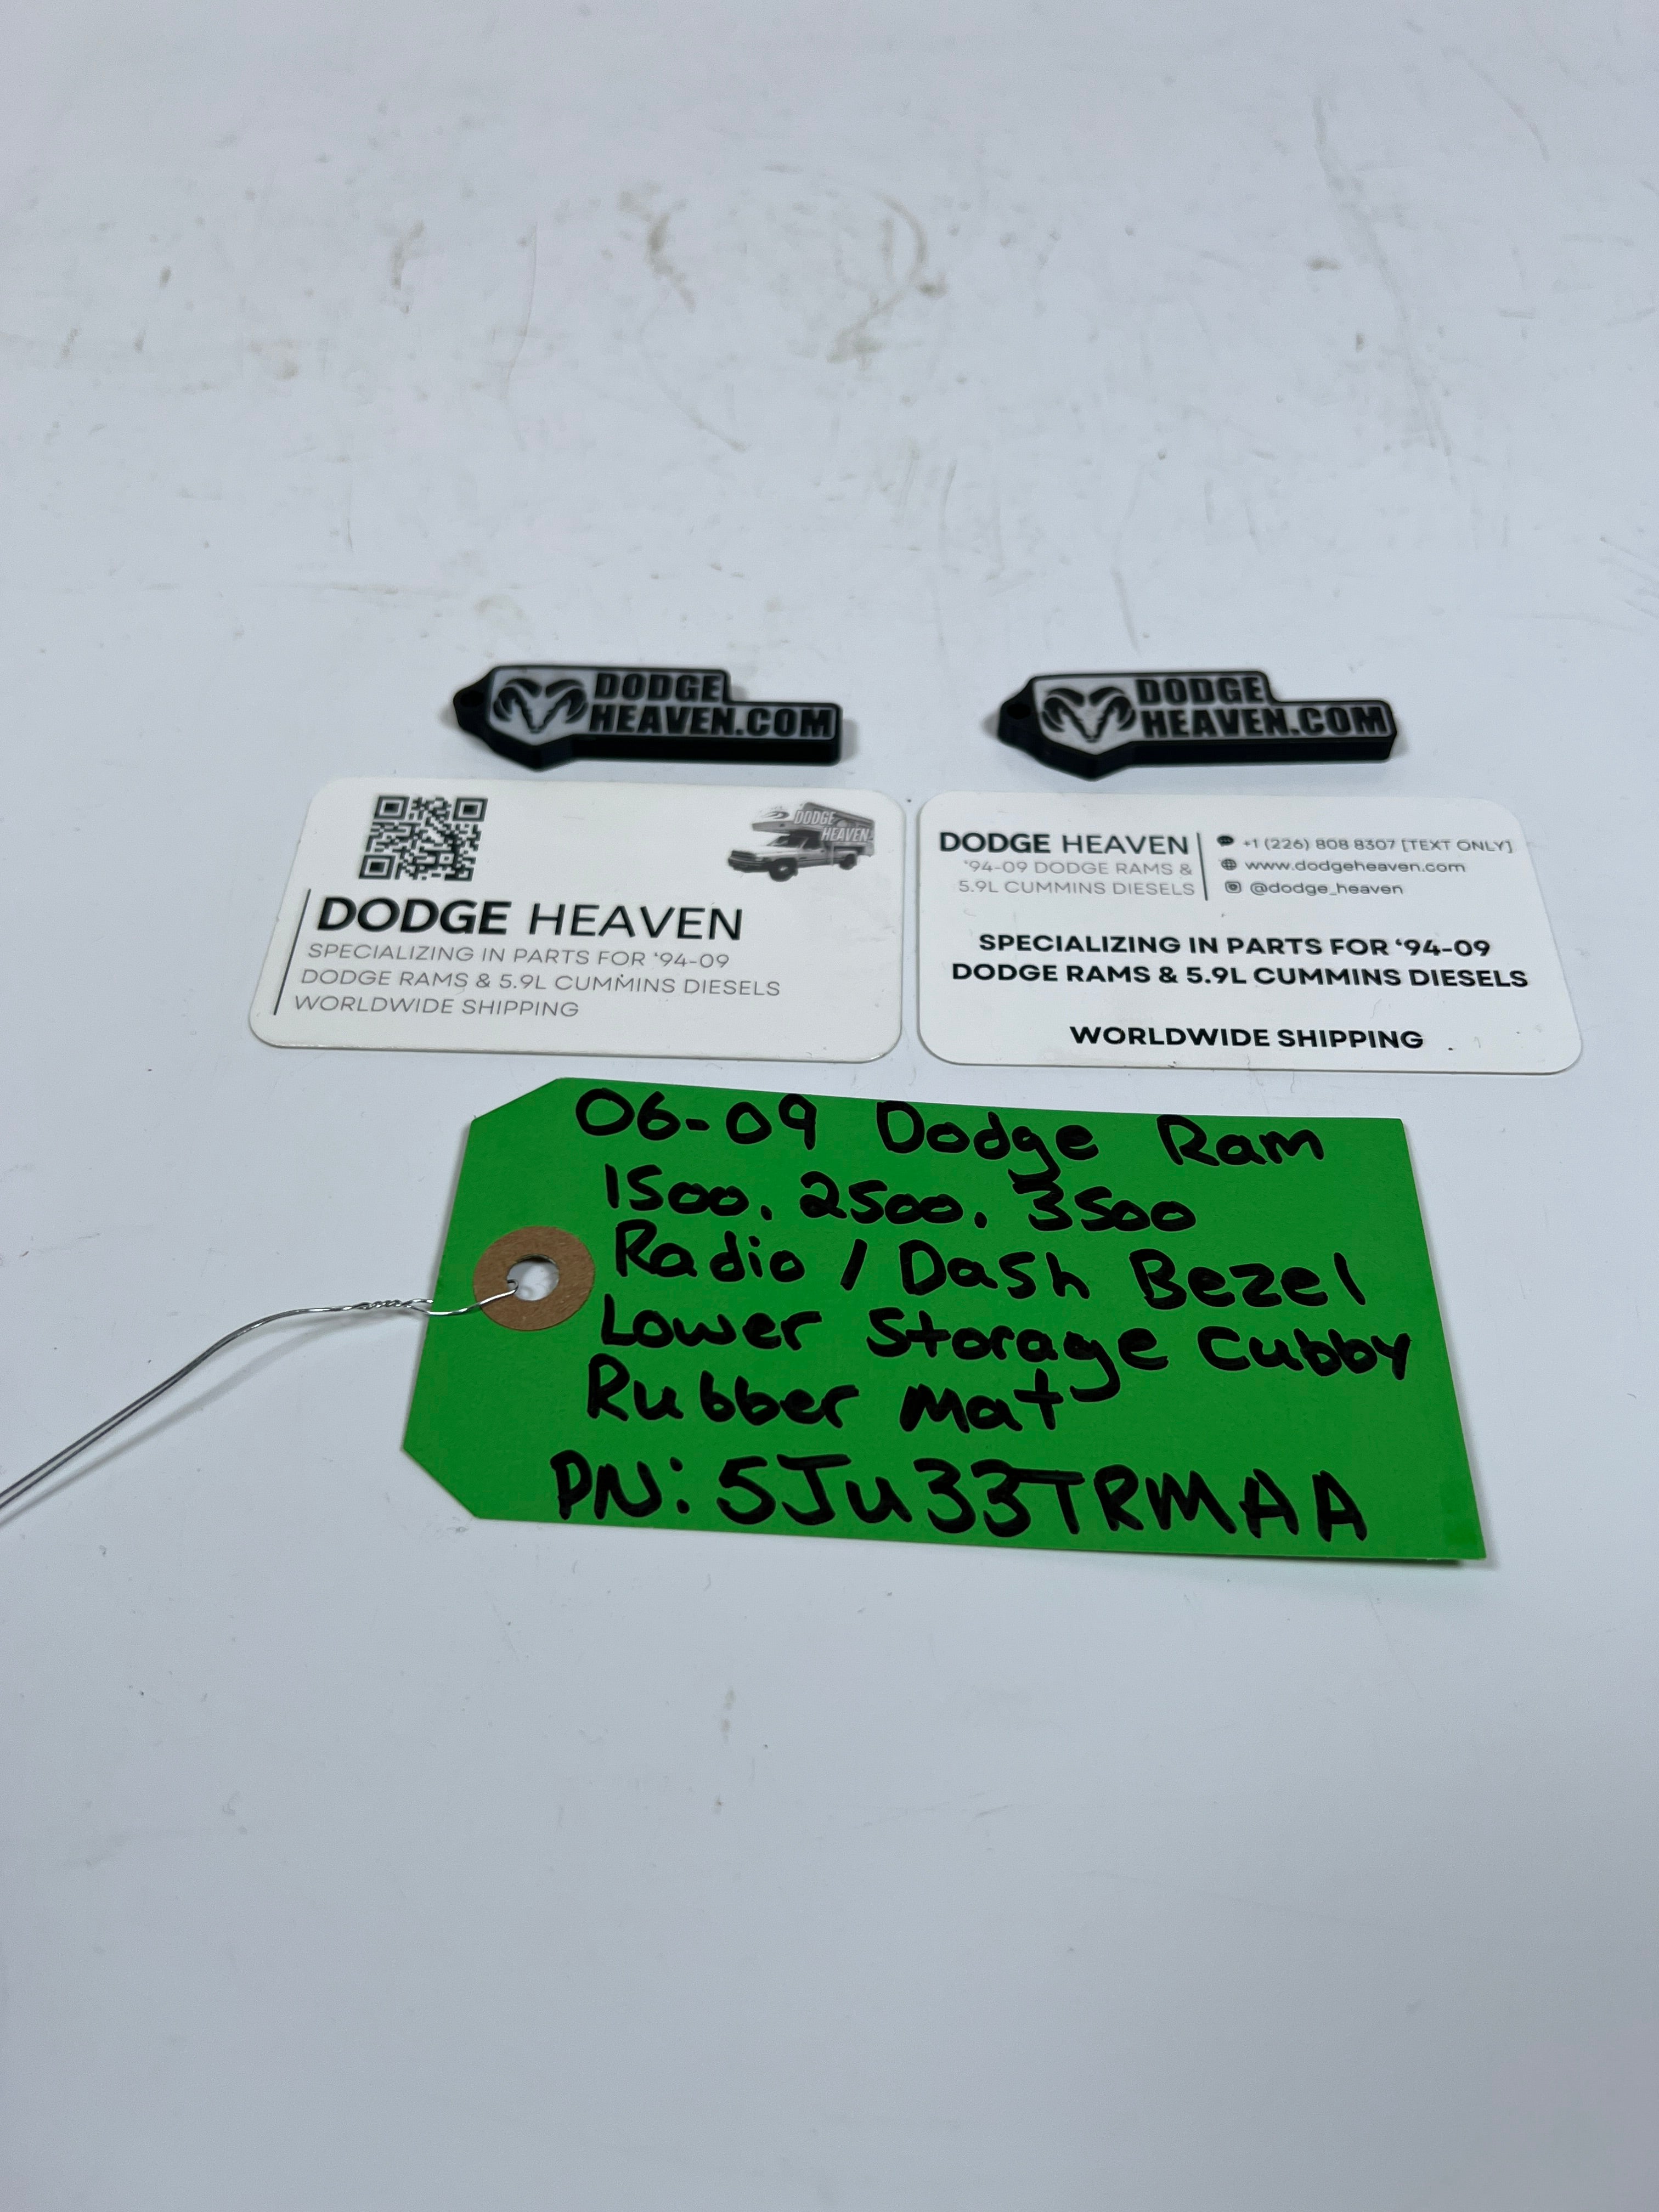 DODGE
HEAVEN.COM
DODGE
HEAVEN.COM
DODGE
HEAVEN
DODGE HEAVEN
SPECIALIZING IN PARTS FOR ‘94-09
DODGE RAMS & 5.9L CUMMINS DIESELS
WORLDWIDE SHIPPING
DODGE HEAVEN
'94-09 DODGE RAMS &
5.9L CUMMINS DIESELS
+1 (226) 808 8307 [TEXT ONLY]
www.dodgeheaven.com
@dodge_heaven
SPECIALIZING IN PARTS FOR ‘94-09
DODGE RAMS & 5.9L CUMMINS DIESELS
WORLDWIDE SHIPPING
06-09 Dodge Ram
1500. 2500. 3500
Radio / Dash Bezel
Lower Storage Cubby
Rubber Mat
PN: 5Ju33TRMAA